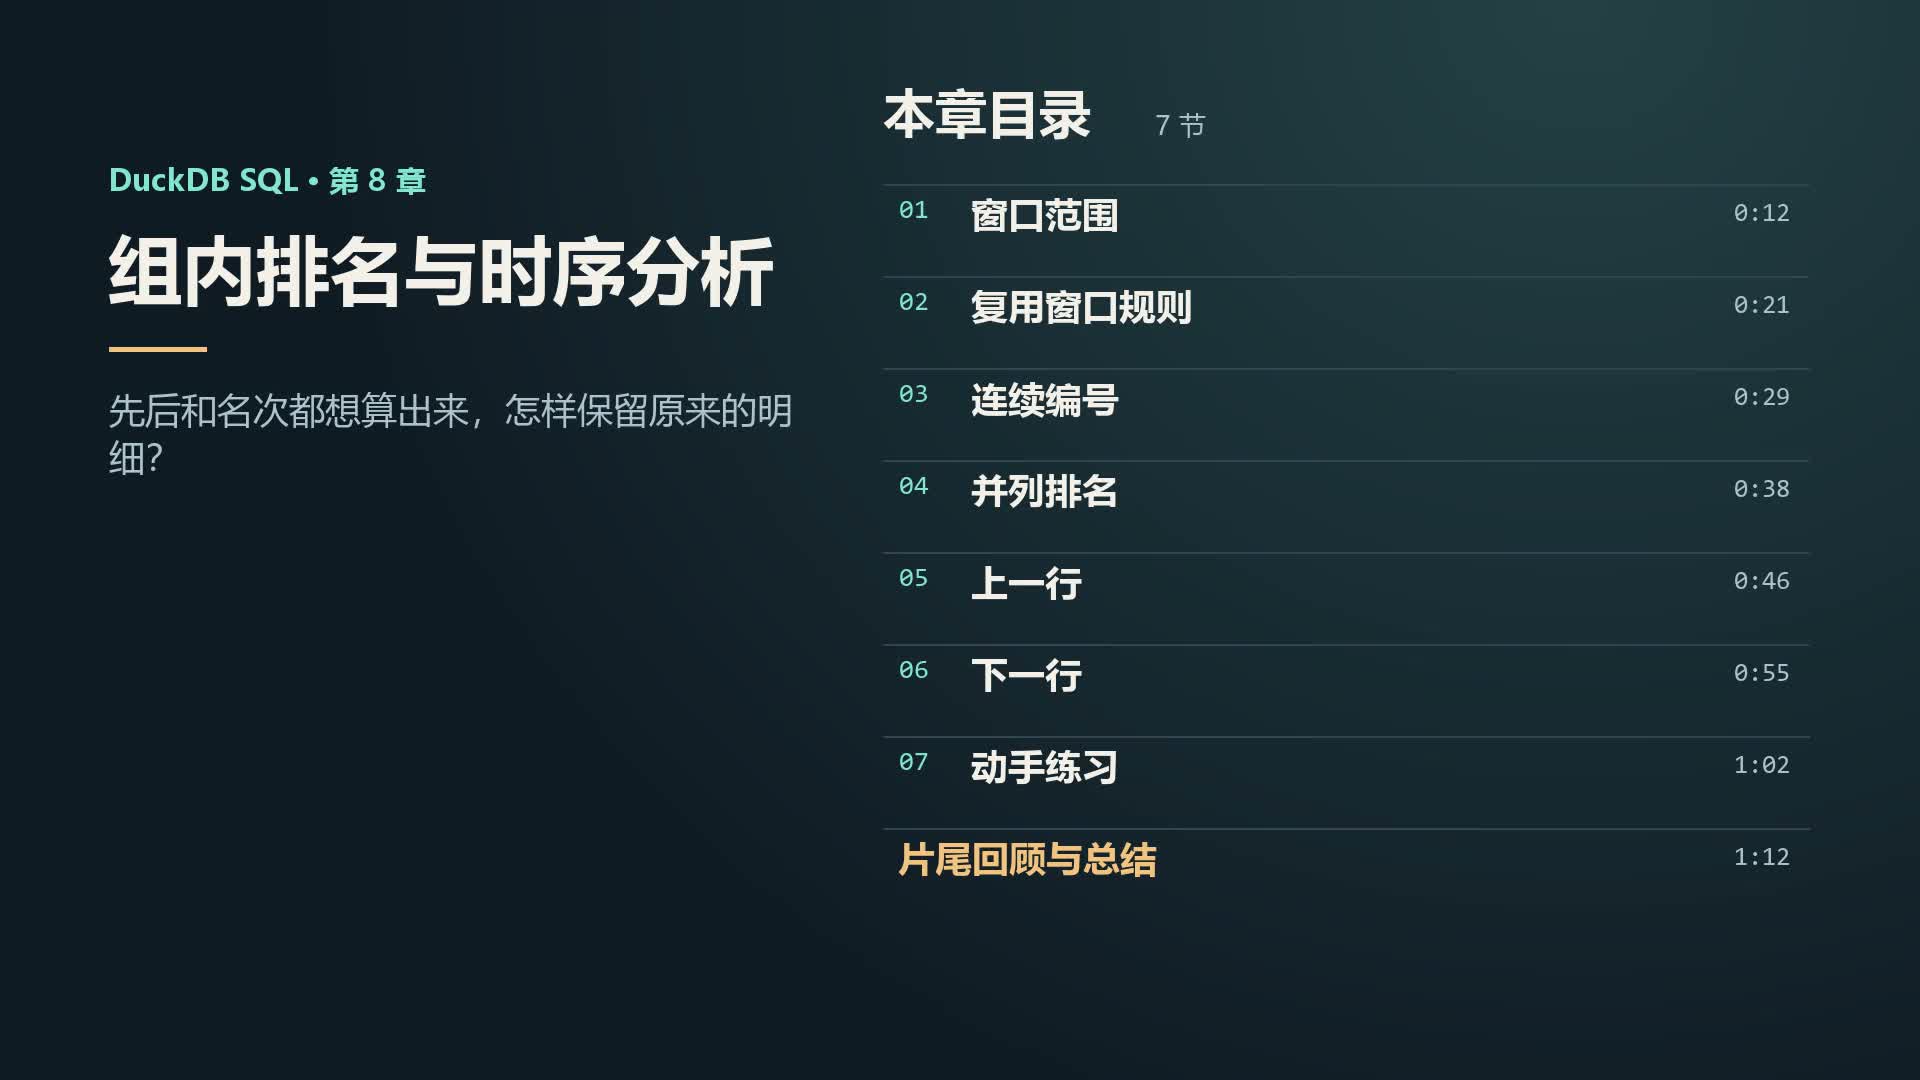 DuckDB SQL • 第 8 章
组内排名与时序分析
先后和名次都想算出来，怎样保留原来的明
细？
本章目录 7 节
01 窗口范围 0:12
02 复用窗口规则 0:21
03 连续编号 0:29
04 并列排名 0:38
05 上一行 0:46
06 下一行 0:55
07 动手练习 1:02
片尾回顾与总结 1:12